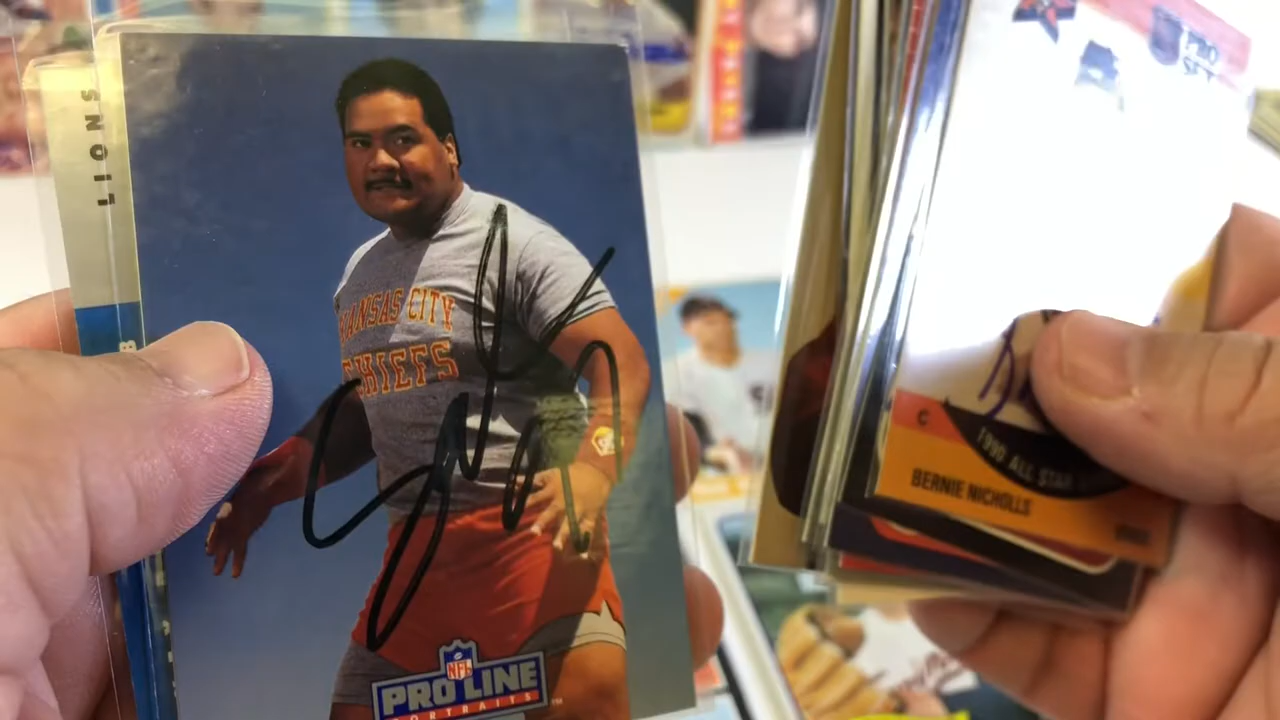 LIONS
KANSAS CITY
CHIEFS
NFL
PRO LINE
PORTRAITS
PRO
SET
C
1990 ALL STAR
BERNIE NICHOLLS